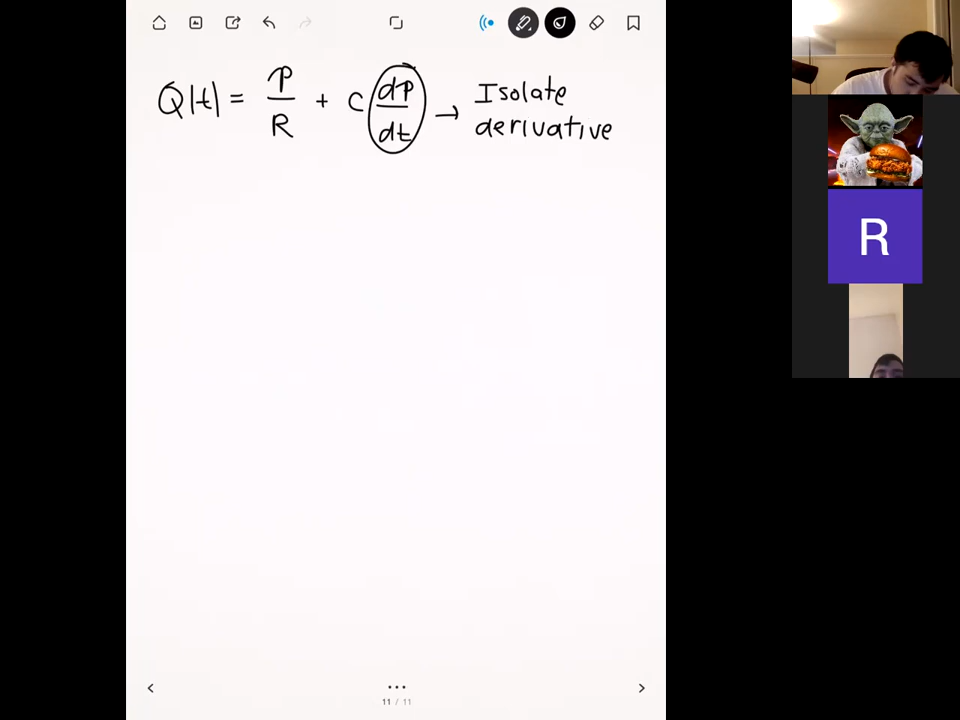 Q(t) = P/R + C dP/dt → Isolate
derivative
R
11 / 11